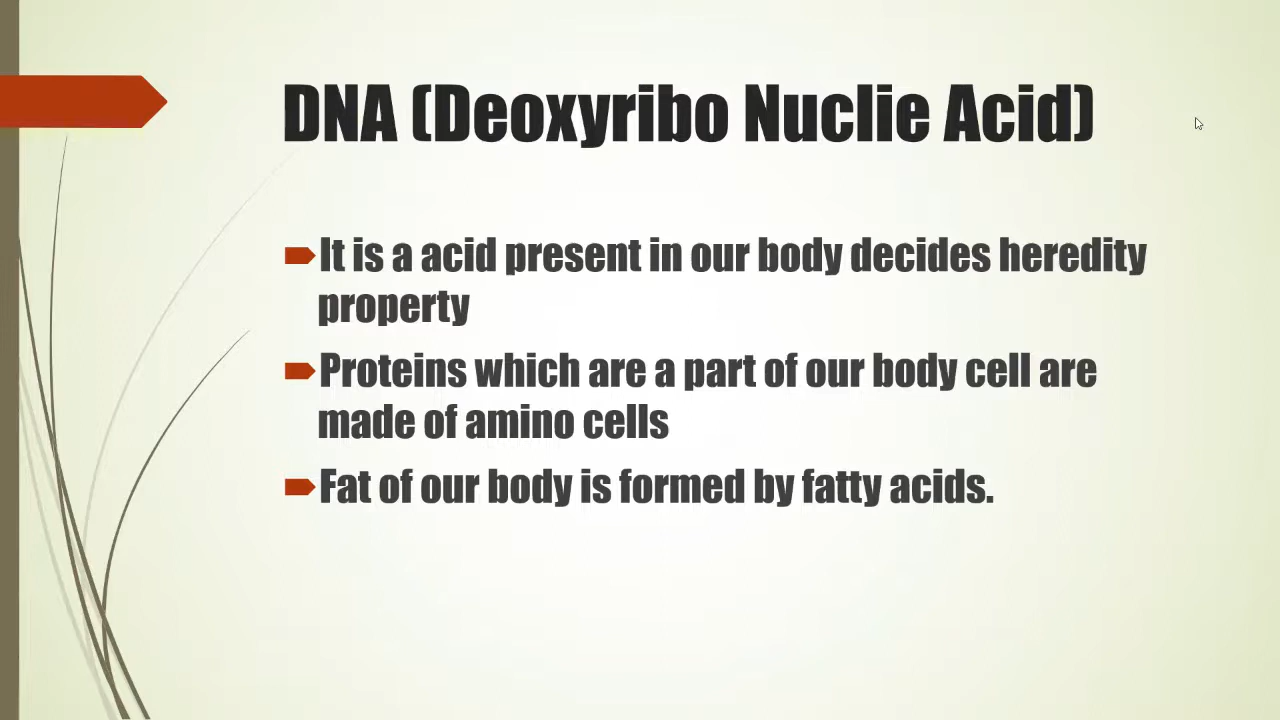 DNA (Deoxyribo Nuclie Acid)
It is a acid present in our body decides heredity
property
Proteins which are a part of our body cell are
made of amino cells
Fat of our body is formed by fatty acids.